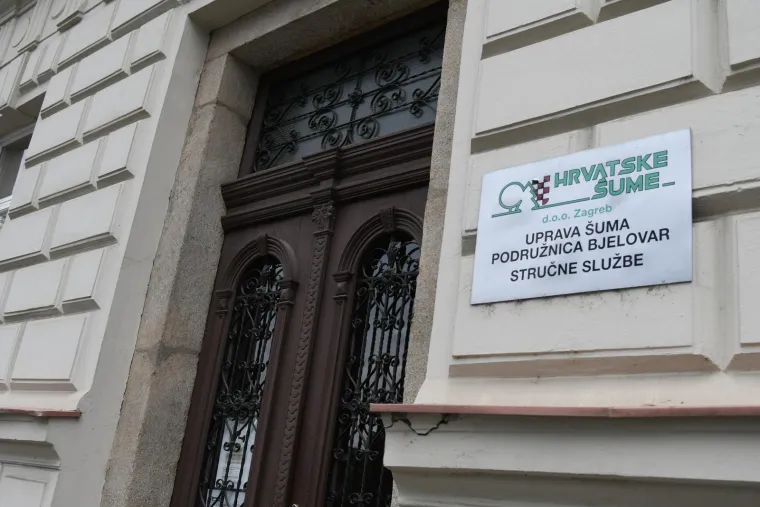 HRVATSKE
ŠUME
d.o.o. Zagreb
UPRAVA ŠUMA
PODRUŽNICA BJELOVAR
STRUČNE SLUŽBE